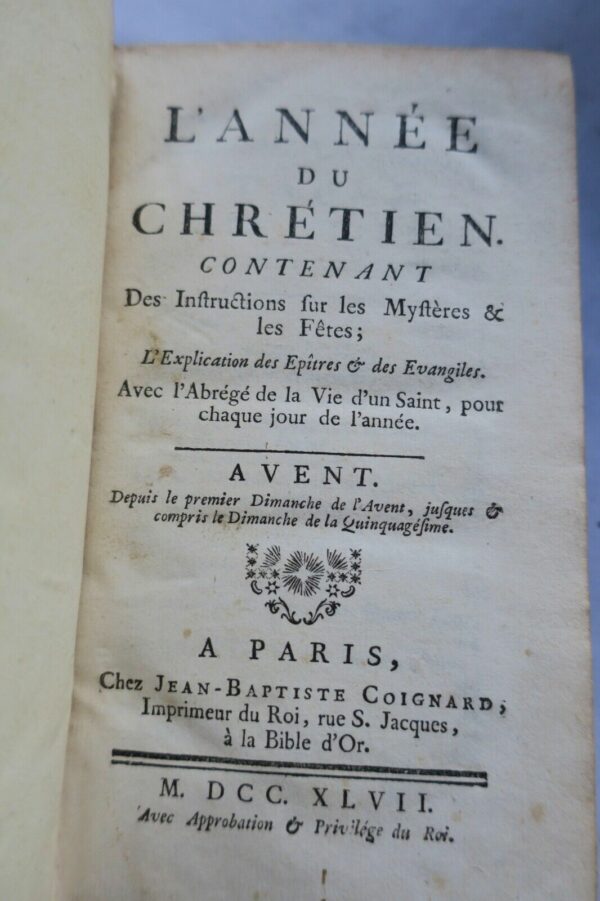 L'ANNÉE
DU
CHRÉTIEN.
CONTENANT
Des Inſtructions ſur les Myſtères &
les Fêtes;
L'Explication des Epîtres & des Evangiles.
Avec l'Abrégé de la Vie d'un Saint, pour
chaque jour de l'année.
AVENT.
Depuis le premier Dimanche de l'Avent, juſques &
compris le Dimanche de la Quinquagéſime.
A PARIS,
Chez JEAN-BAPTISTE COIGNARD,
Imprimeur du Roi, rue S. Jacques,
à la Bible d'Or.
M. DCC. XLVII.
Avec Approbation & Privilége du Roi.